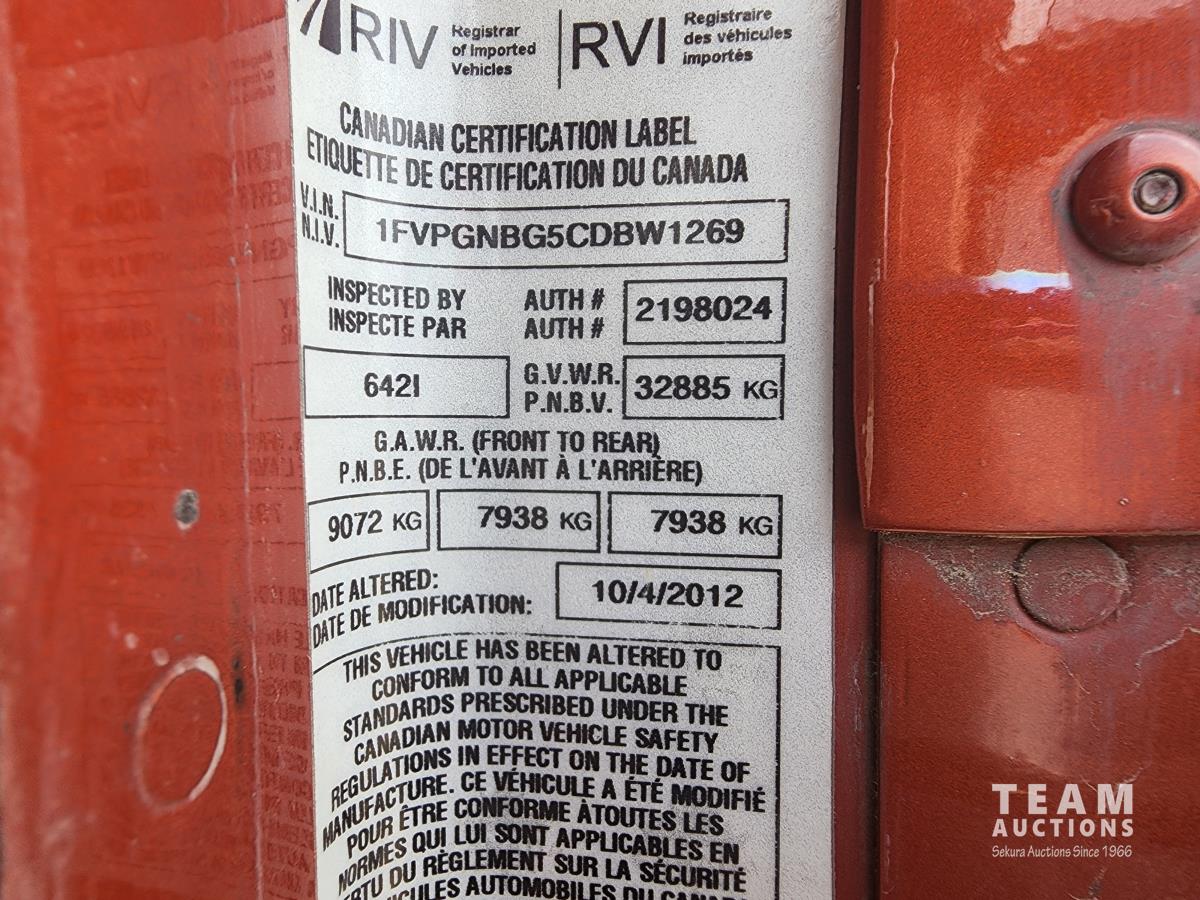 RIV Registrar of Imported Vehicles | RVI Registraire des véhicules importés
CANADIAN CERTIFICATION LABEL
ETIQUETTE DE CERTIFICATION DU CANADA
V.I.N.
N.I.V.
1FVPGNBG5CDBW1269
INSPECTED BY
INSPECTE PAR
AUTH #
AUTH #
2198024
642I
G.V.W.R.
P.N.B.V.
32885 KG
G.A.W.R. (FRONT TO REAR)
P.N.B.E. (DE L'AVANT À L'ARRIÈRE)
9072 KG 7938 KG 7938 KG
DATE ALTERED:
DATE DE MODIFICATION:
10/4/2012
THIS VEHICLE HAS BEEN ALTERED TO
CONFORM TO ALL APPLICABLE
STANDARDS PRESCRIBED UNDER THE
CANADIAN MOTOR VEHICLE SAFETY
REGULATIONS IN EFFECT ON THE DATE OF
MANUFACTURE. CE VÉHICULE A ÉTÉ MODIFIÉ
POUR ÊTRE CONFORME ÀTOUTES LES
NORMES QUI LUI SONT APPLICABLES EN
DU RÈGLEMENT SUR LA SÉCURITÉ
AUTOMOBILES DU
TEAM
AUCTIONS
Sekura Auctions Since 1966